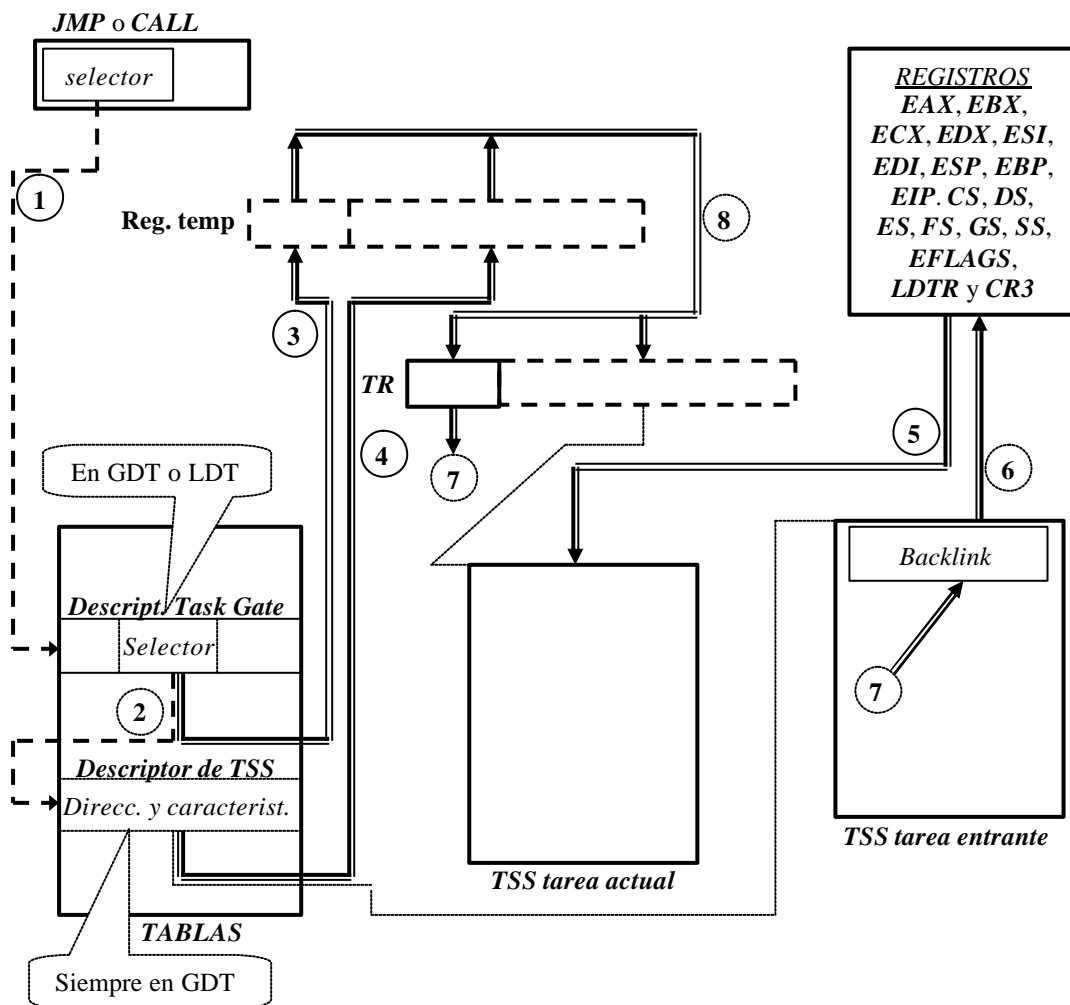 JMP o CALL
selector
1
REGISTROS
EAX, EBX,
ECX, EDX, ESI,
EDI, ESP, EBP,
EIP. CS, DS,
ES, FS, GS, SS,
EFLAGS,
LDTR y CR3
Reg. temp
8
3
TR
4
7
5
6
En GDT o LDT
Descript. Task Gate
Selector
2
Descriptor de TSS
Direcc. y caracterist.
TABLAS
Siempre en GDT
TSS tarea actual
Backlink
7
TSS tarea entrante